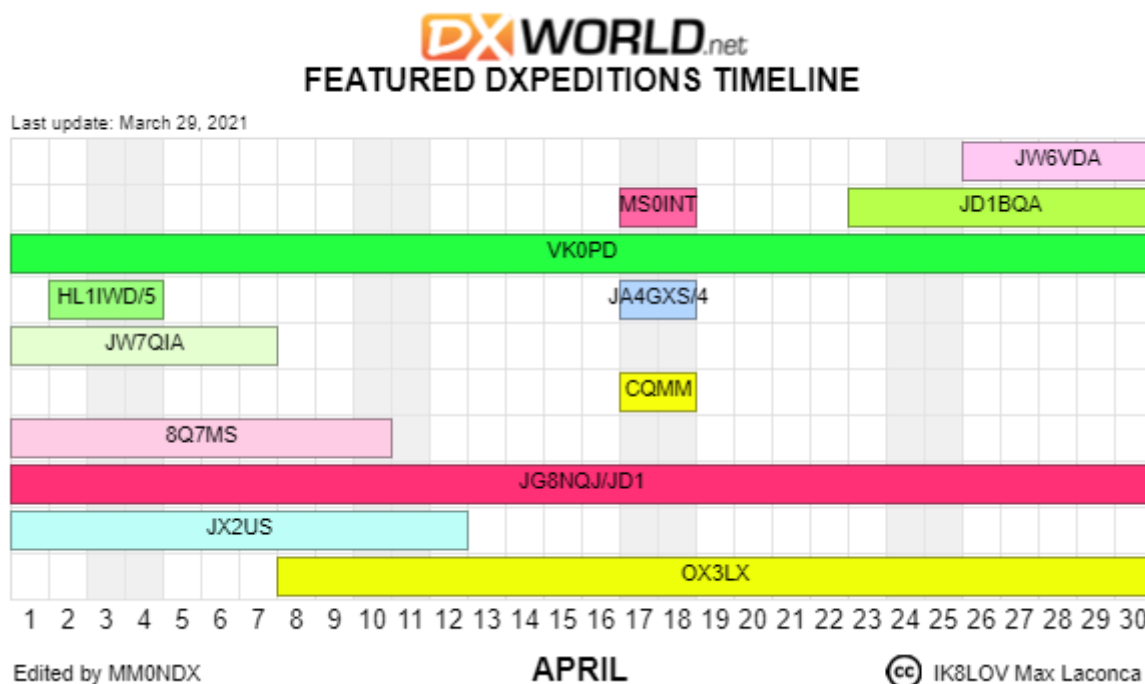 DX WORLD.net
FEATURED DXPEDITIONS TIMELINE
Last update: March 29, 2021
JW6VDA
MS0INT JD1BQA
VK0PD
HL1IWD/5 JA4GXS/4
JW7QIA
CQMM
8Q7MS
JG8NQJ/JD1
JX2US
OX3LX
1 2 3 4 5 6 7 8 9 10 11 12 13 14 15 16 17 18 19 20 21 22 23 24 25 26 27 28 29 30
Edited by MM0NDX APRIL cc IK8LOV Max Laconca